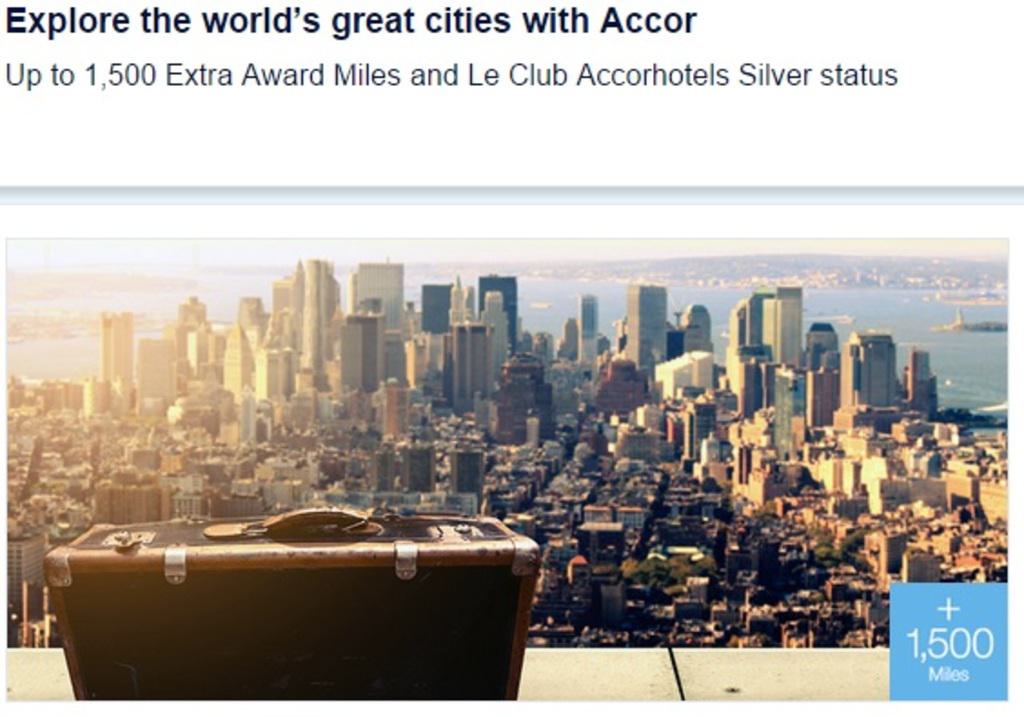 Explore the world’s great cities with Accor
Up to 1,500 Extra Award Miles and Le Club Accorhotels Silver status
+
1,500
Miles